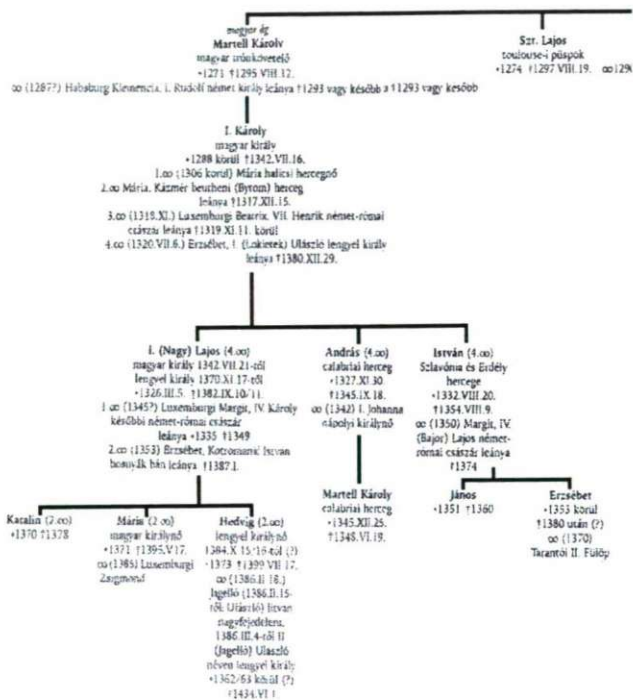 magyar ág
Martell Károly
magyar trónkövetelő
*1271 †1295.VIII.12.
∞ (1287?) Habsburg Klemencia, I. Rudolf német király leánya †1293 vagy később a †1293 vagy később
Szt. Lajos
toulouse-i püspök
*1274 †1297.VIII.19. ∞129
I. Károly
magyar király
*1288 körül †1342.VII.16.
1.∞ (1306 körül) Mária halicsi hercegnő
2.∞ Mária, Kázmér beutheni (Bytom) herceg
leánya †1317.XII.15.
3.∞ (1318.XI.) Luxemburgi Beatrix, VII. Henrik német-római
császár leánya †1319.XI.11. körül
4.∞ (1320.VII.6.) Erzsébet, I. (Lokietek) Ulászló lengyel király
leánya †1380.XII.29.
I. (Nagy) Lajos (4.∞)
magyar király 1342.VII.21-től
lengyel király 1370.XI.17-től
*1326.III.5. †1382.IX.10/11.
1.∞ (1345?) Luxemburgi Margit, IV. Károly
későbbi német-római császár
leánya *1335 †1349
2.∞ (1353) Erzsébet, Kotromanić István
bosnyák bán leánya †1387.I.
András (4.∞)
calabriai herceg
*1327.XI.30.
†1345.IX.18.
∞ (1342) I. Johanna
nápolyi királynő
István (4.∞)
Szlavónia és Erdély
hercege
*1332.VIII.20.
†1354.VIII.9.
∞ (1350) Margit, IV.
(Bajor) Lajos német-
római császár leánya
†1374
Katalin (2.∞)
*1370 †1378
Mária (2.∞)
magyar királynő
*1371 †1395.V.17.
∞ (1385) Luxemburgi
Zsigmond
Hedvig (2.∞)
lengyel királynő
1384.X.15/16-tól (?)
*1373 †1399.VII.17.
∞ (1386.II.18.)
Jagelló (1386.II.15-
től Ulászló) litván
nagyfejedelem,
1386.III.4-től II.
(Jagelló) Ulászló
néven lengyel király
*1362/63 körül (?)
†1434.VI.1
Martell Károly
calabriai herceg
*1345.XII.25.
†1348.VI.19.
János
*1351 †1360
Erzsébet
*1353 körül
†1380 után (?)
∞ (1370)
Tarantói II. Fülöp